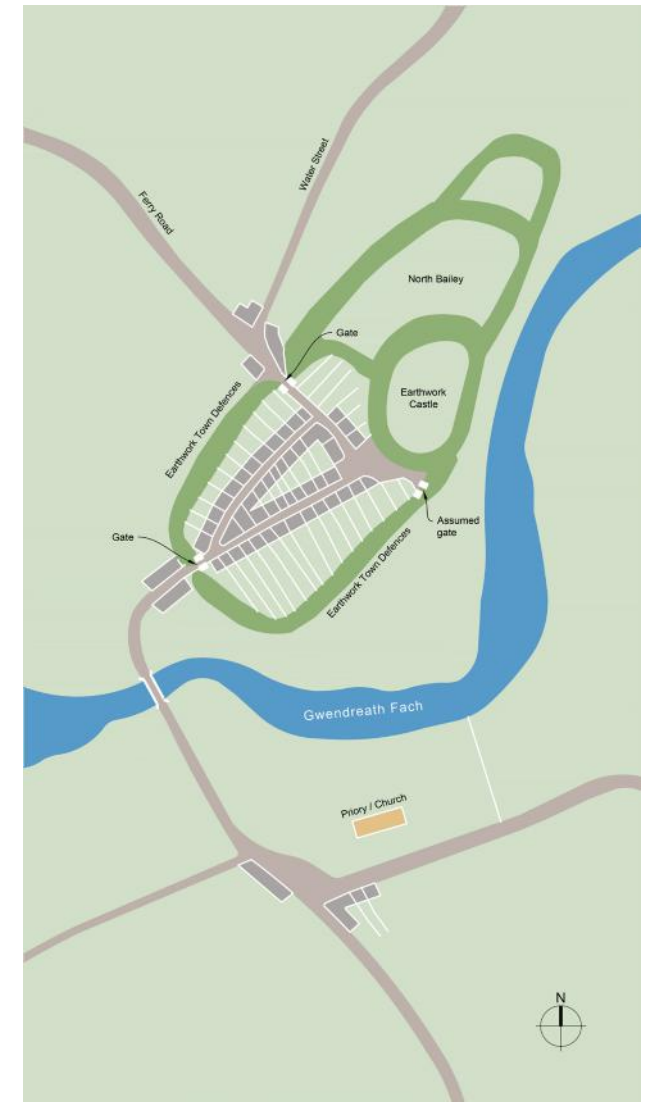 Water Street
Ferry Road
North Bailey
Gate
Earthwork
Castle
Earthwork Town Defences
Assumed
gate
Gate
Earthwork Town Defences
Gwendreath Fach
Priory / Church
N